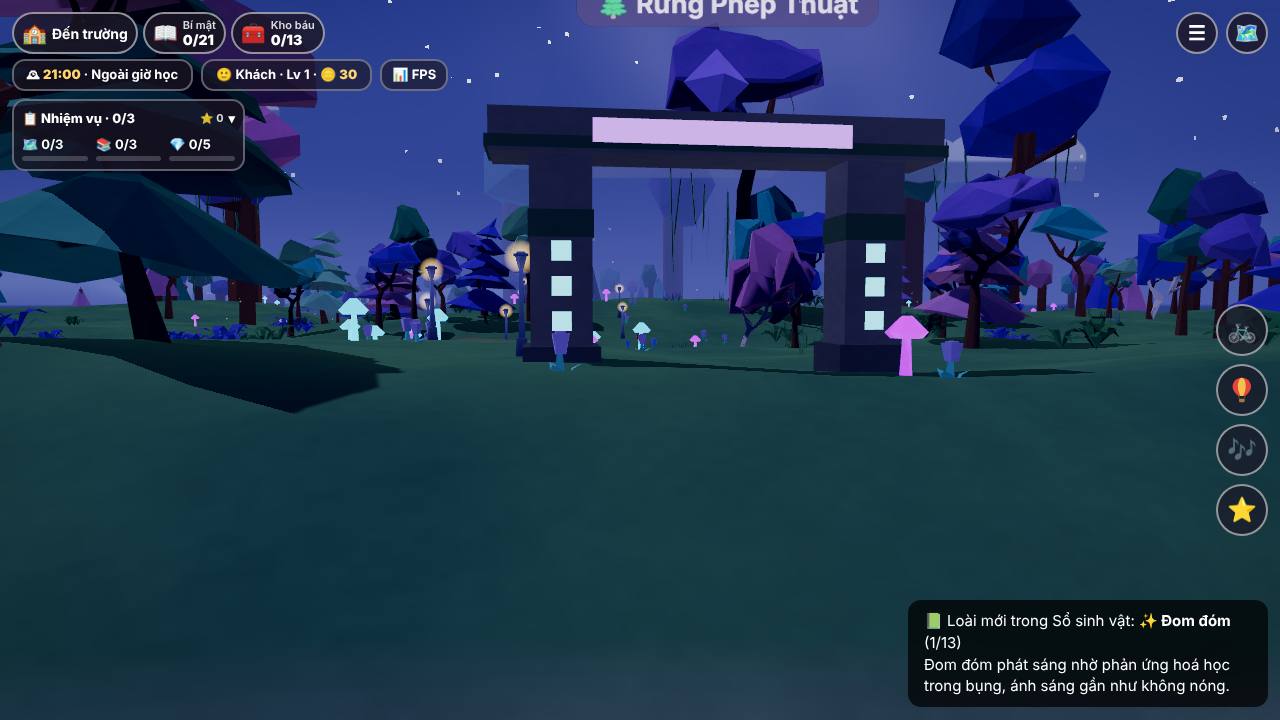 Rừng Phép Thuật
Đến trường
Bí mật
0/21
Kho báu
0/13
21:00 · Ngoài giờ học
Khách · Lv 1 · 30
FPS
Nhiệm vụ · 0/3
0
0/3
0/3
0/5
Loài mới trong Sổ sinh vật: ✨ Đom đóm
(1/13)
Đom đóm phát sáng nhờ phản ứng hoá học
trong bụng, ánh sáng gần như không nóng.